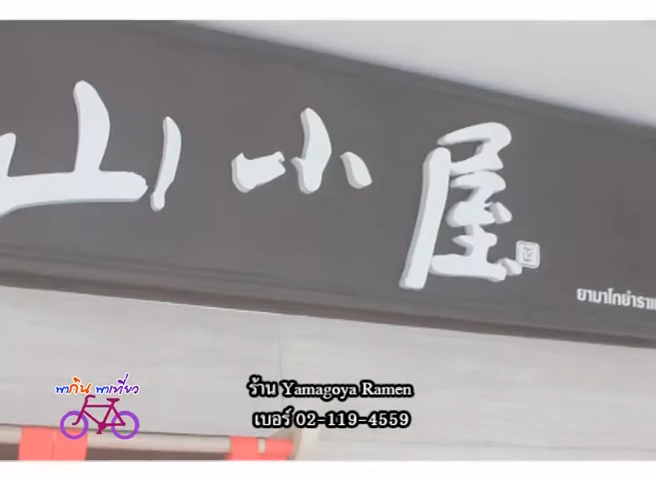 山小屋
ยามาโกย่าราเ
พากิน พาเที่ยว
ร้าน Yamagoya Ramen
เบอร์ 02-119-4559